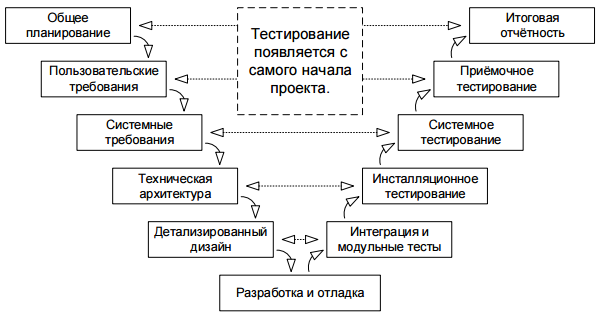 Общее
планирование
Тестирование
появляется с
самого начала
проекта.
Итоговая
отчётность
Пользовательские
требования
Приёмочное
тестирование
Системные
требования
Системное
тестирование
Техническая
архитектура
Инсталляционное
тестирование
Детализированный
дизайн
Интеграция и
модульные тесты
Разработка и отладка